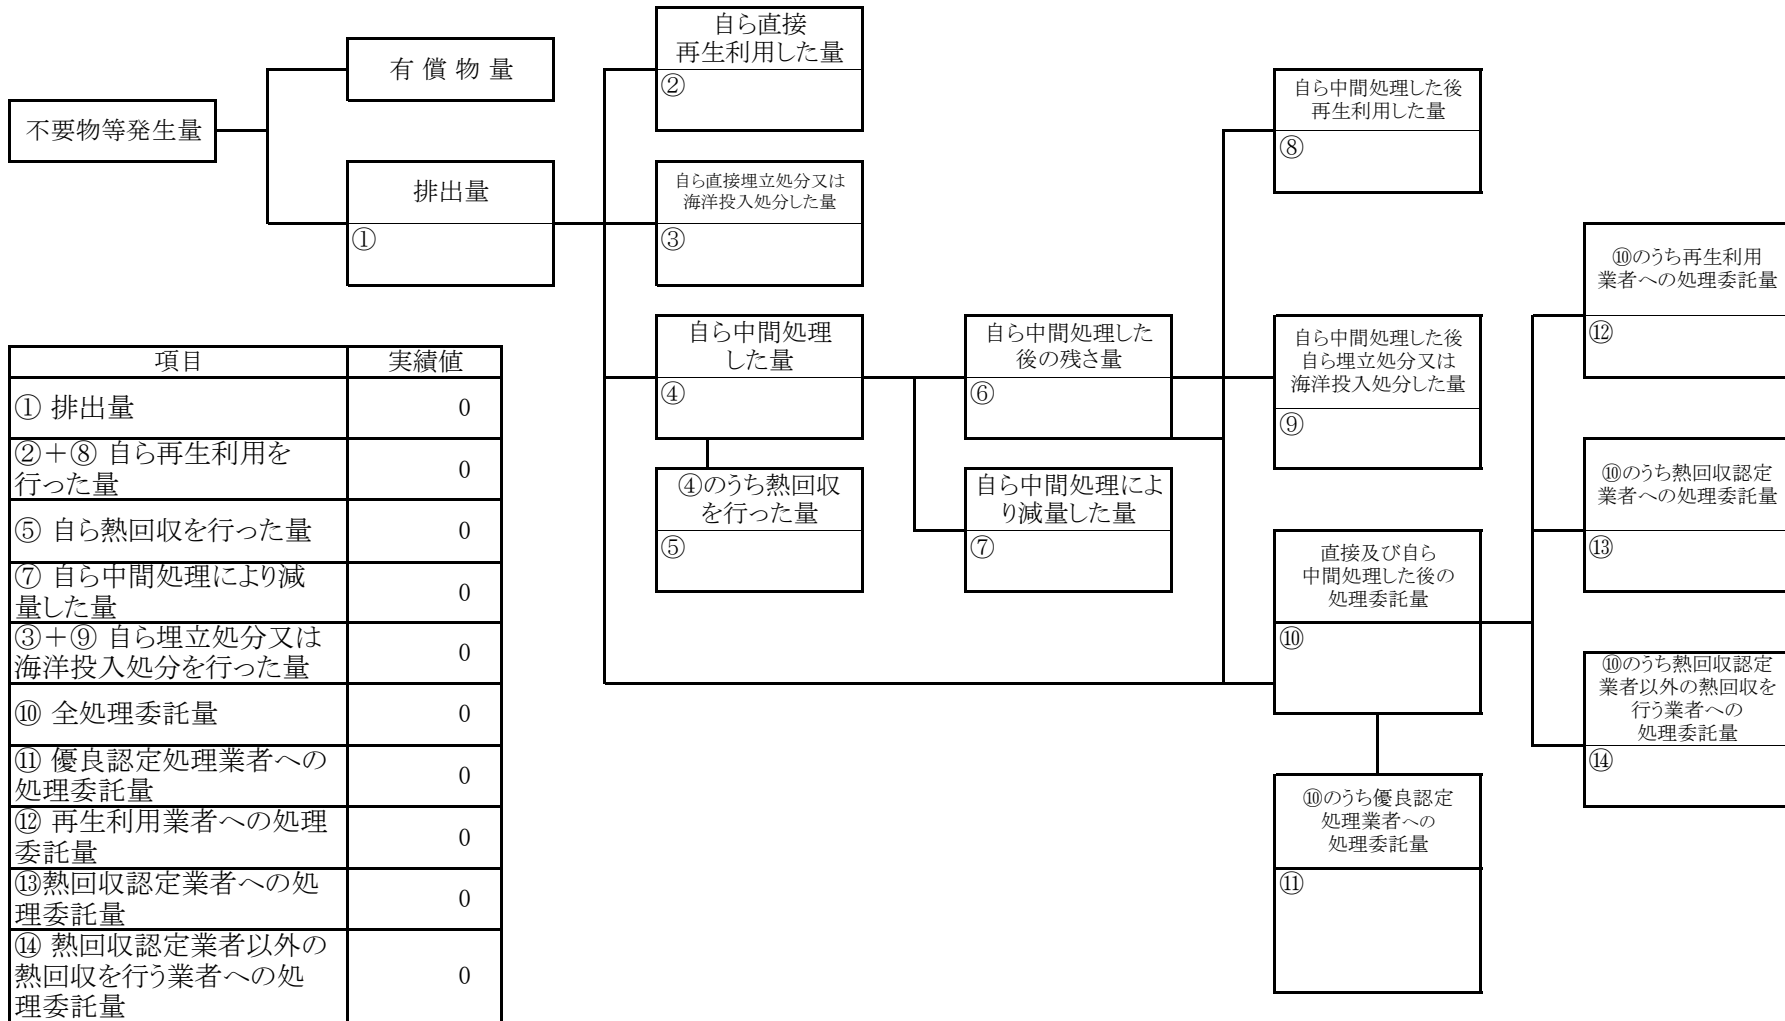 不要物等発生量
有償物量
排出量
①
自ら直接
再生利用した量
②
自ら直接埋立処分又は
海洋投入処分した量
③
自ら中間処理
した量
④
④のうち熱回収
を行った量
⑤
自ら中間処理した
後の残さ量
⑥
自ら中間処理によ
り減量した量
⑦
自ら中間処理した後
再生利用した量
⑧
自ら中間処理した後
自ら埋立処分又は
海洋投入処分した量
⑨
直接及び自ら
中間処理した後の
処理委託量
⑩
⑩のうち優良認定
処理業者への
処理委託量
⑪
⑩のうち再生利用
業者への処理委託量
⑫
⑩のうち熱回収認定
業者への処理委託量
⑬
⑩のうち熱回収認定
業者以外の熱回収を
行う業者への
処理委託量
⑭
項目 実績値
① 排出量 0
②+⑧ 自ら再生利用を
行った量 0
⑤ 自ら熱回収を行った量 0
⑦ 自ら中間処理により減
量した量 0
③+⑨ 自ら埋立処分又は
海洋投入処分を行った量 0
⑩ 全処理委託量 0
⑪ 優良認定処理業者への
処理委託量 0
⑫ 再生利用業者への処理
委託量 0
⑬熱回収認定業者への処
理委託量 0
⑭ 熱回収認定業者以外の
熱回収を行う業者への処
理委託量 0